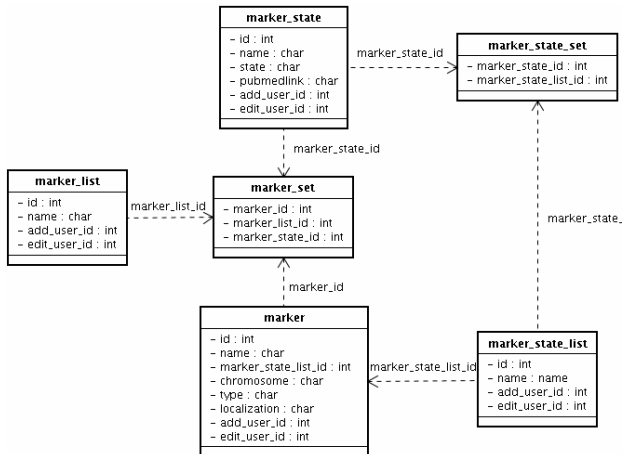 marker_state
- id : int
- name : char
- state : char
- pubmedlink : char
- add_user_id : int
- edit_user_id : int
marker_state_id
marker_state_set
- marker_state_id : int
- marker_state_list_id : int
marker_state_id
marker_list
- id : int
- name : char
- add_user_id : int
- edit_user_id : int
marker_list_id
marker_set
- marker_id : int
- marker_list_id : int
- marker_state_id : int
marker_state_
marker_id
marker
- id : int
- name : char
- marker_state_list_id : int
- chromosome : char
- type : char
- localization : char
- add_user_id : int
- edit_user_id : int
marker_state_list_id
marker_state_list
- id : int
- name : name
- add_user_id : int
- edit_user_id : int